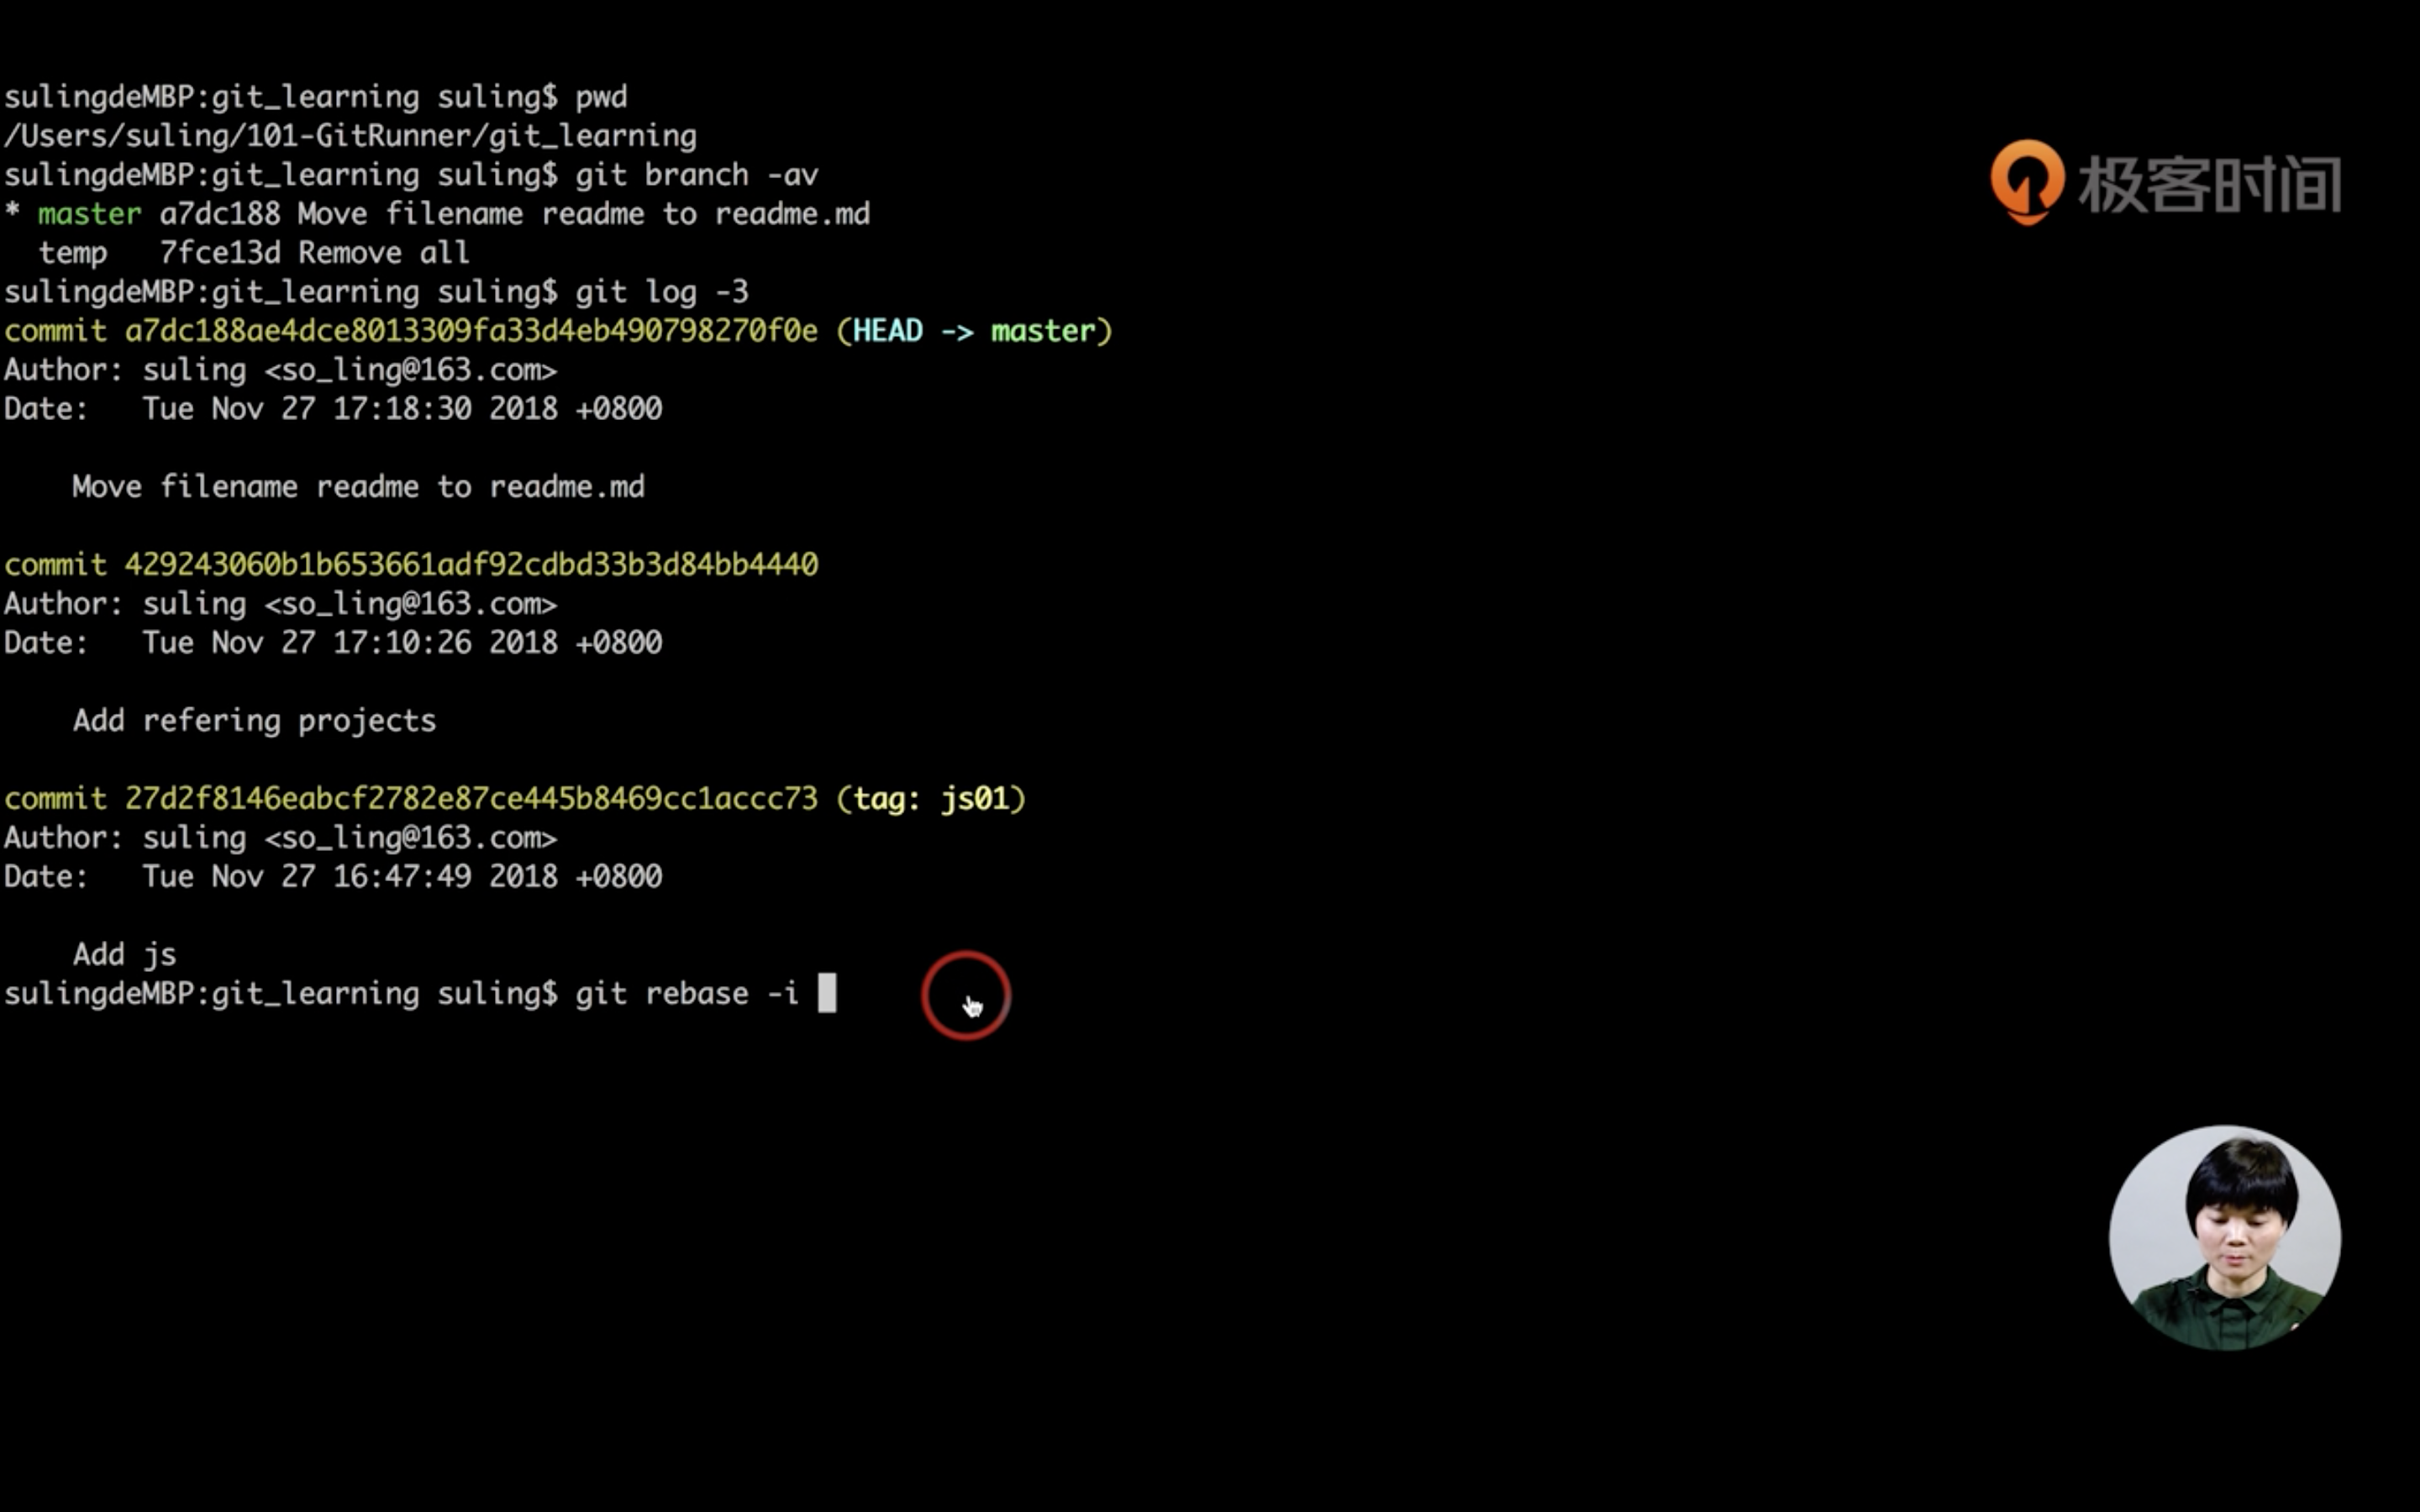 sulingdeMBP:git_learning suling$ pwd
/Users/suling/101-GitRunner/git_learning
sulingdeMBP:git_learning suling$ git branch -av
* master a7dc188 Move filename readme to readme.md
  temp   7fce13d Remove all
sulingdeMBP:git_learning suling$ git log -3
commit a7dc188ae4dce8013309fa33d4eb490798270f0e (HEAD -> master)
Author: suling <so_ling@163.com>
Date:   Tue Nov 27 17:18:30 2018 +0800
    Move filename readme to readme.md
commit 429243060b1b653661adf92cdbd33b3d84bb4440
Author: suling <so_ling@163.com>
Date:   Tue Nov 27 17:10:26 2018 +0800
    Add refering projects
commit 27d2f8146eabcf2782e87ce445b8469cc1accc73 (tag: js01)
Author: suling <so_ling@163.com>
Date:   Tue Nov 27 16:47:49 2018 +0800
    Add js
sulingdeMBP:git_learning suling$ git rebase -i
极客时间